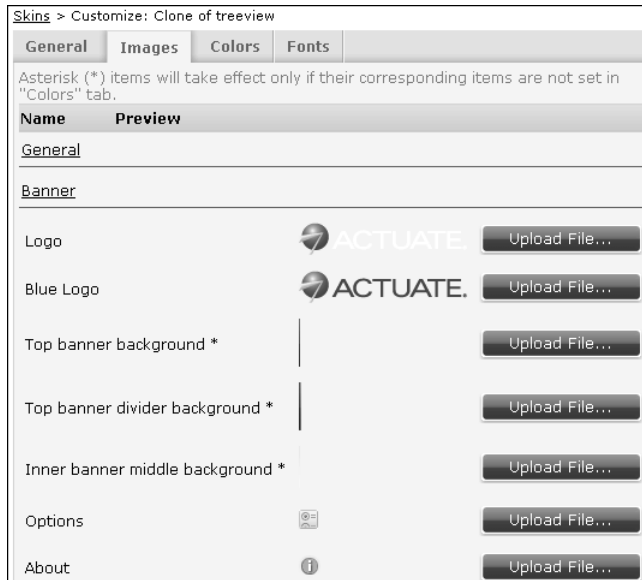 Skins > Customize: Clone of treeview
General Images Colors Fonts
Asterisk (*) items will take effect only if their corresponding items are not set in
"Colors" tab.
Name Preview
General
Banner
Logo ACTUATE. Upload File...
Blue Logo ACTUATE. Upload File...
Top banner background * Upload File...
Top banner divider background * Upload File...
Inner banner middle background * Upload File...
Options Upload File...
About Upload File...